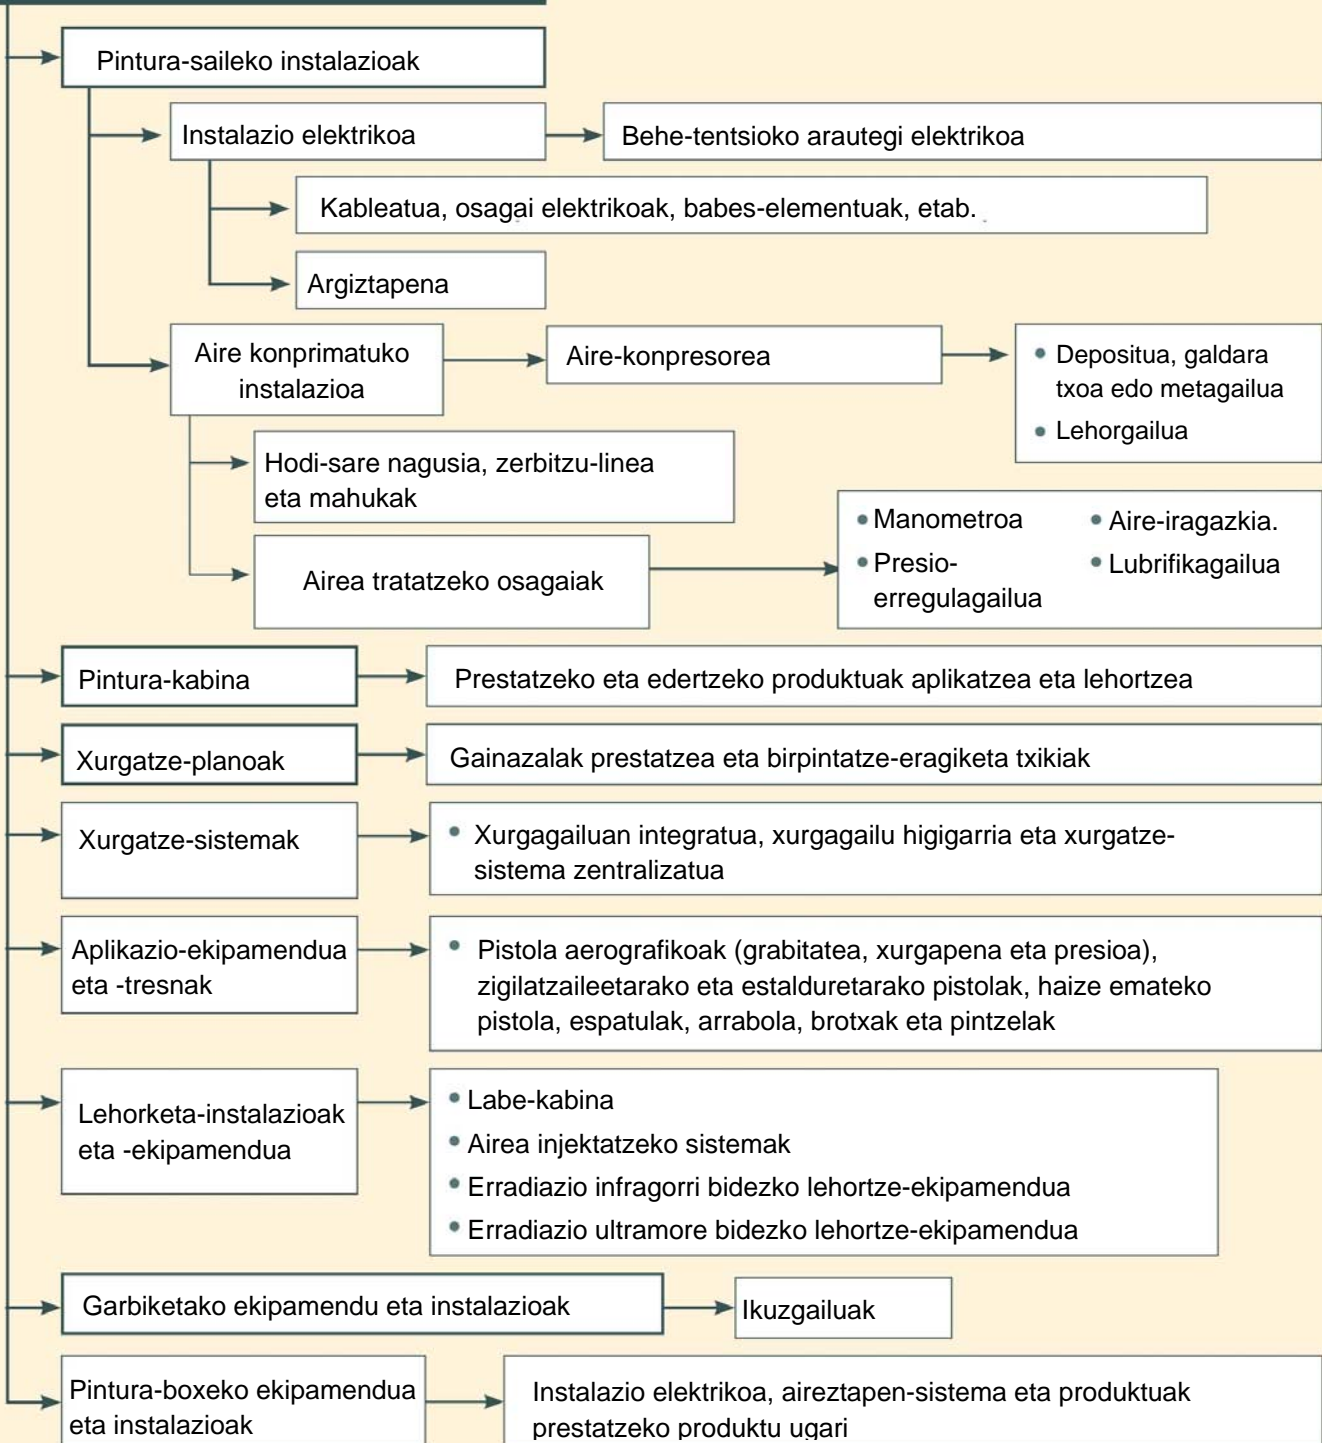 Pintura-saileko instalazioak
Instalazio elektrikoa
Behe-tentsioko arautegi elektrikoa
Kableatua, osagai elektrikoak, babes-elementuak, etab.
Argiztapena
Aire konprimatuko
instalazioa
Aire-konpresorea
• Depositua, galdara
txoa edo metagailua
• Lehorgailua
Hodi-sare nagusia, zerbitzu-linea
eta mahukak
Airea tratatzeko osagaiak
• Manometroa
• Presio-
erregulagailua
• Aire-iragazkia.
• Lubrifikagailua
Pintura-kabina
Prestatzeko eta edertzeko produktuak aplikatzea eta lehortzea
Xurgatze-planoak
Gainazalak prestatzea eta birpintatze-eragiketa txikiak
Xurgatze-sistemak
• Xurgagailuan integratua, xurgagailu higigarria eta xurgatze-
sistema zentralizatua
Aplikazio-ekipamendua
eta -tresnak
• Pistola aerografikoak (grabitatea, xurgapena eta presioa),
zigilatzaileetarako eta estalduretarako pistolak, haize emateko
pistola, espatulak, arrabola, brotxak eta pintzelak
Lehorketa-instalazioak
eta -ekipamendua
• Labe-kabina
• Airea injektatzeko sistemak
• Erradiazio infragorri bidezko lehortze-ekipamendua
• Erradiazio ultramore bidezko lehortze-ekipamendua
Garbiketako ekipamendu eta instalazioak
Ikuzgailuak
Pintura-boxeko ekipamendua
eta instalazioak
Instalazio elektrikoa, aireztapen-sistema eta produktuak
prestatzeko produktu ugari